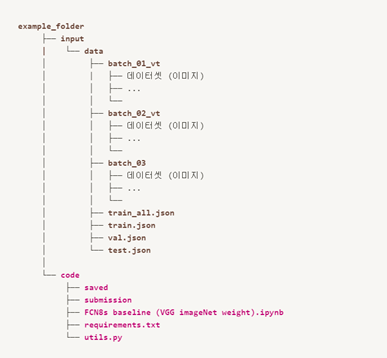 example_folder
├── input
│   └── data
│       ├── batch_01_vt
│       │   ├── 데이터셋 (이미지)
│       │   ├── ...
│       │   └──
│       ├── batch_02_vt
│       │   ├── 데이터셋 (이미지)
│       │   ├── ...
│       │   └──
│       ├── batch_03
│       │   ├── 데이터셋 (이미지)
│       │   ├── ...
│       │   └──
│       ├── train_all.json
│       ├── train.json
│       ├── val.json
│       └── test.json
│
└── code
    ├── saved
    ├── submission
    ├── FCN8s baseline (VGG imageNet weight).ipynb
    ├── requirements.txt
    └── utils.py